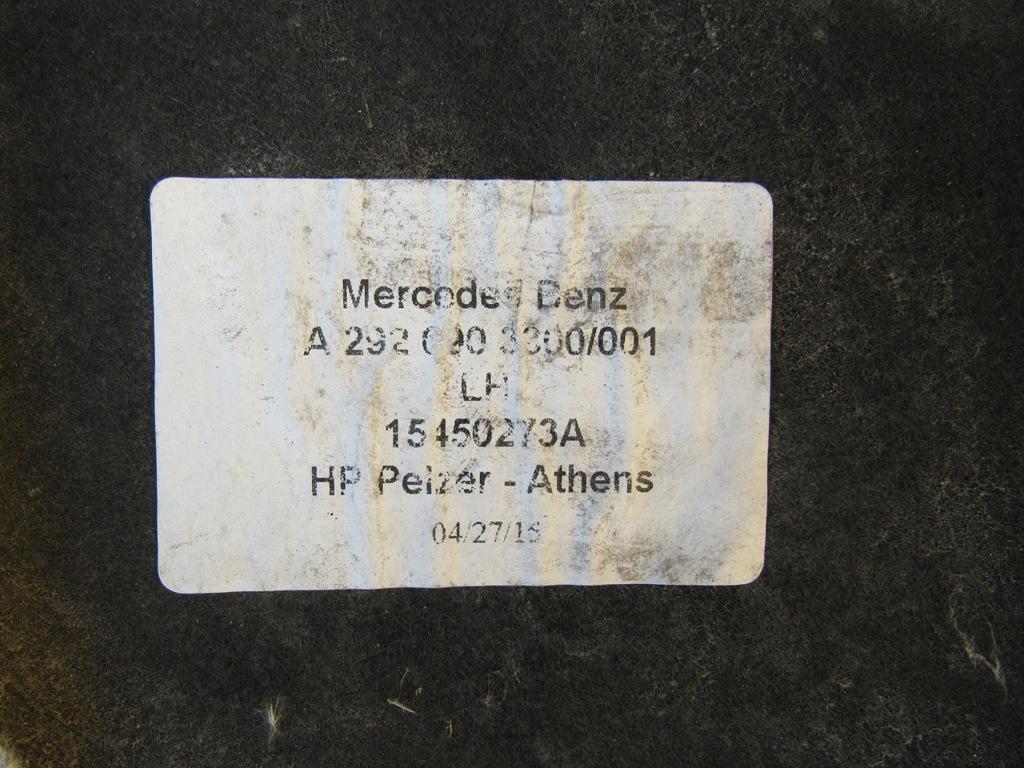 Mercedes Benz
A 292 690 3300/001
LH
15450273A
HP Pelzer - Athens
04/27/15